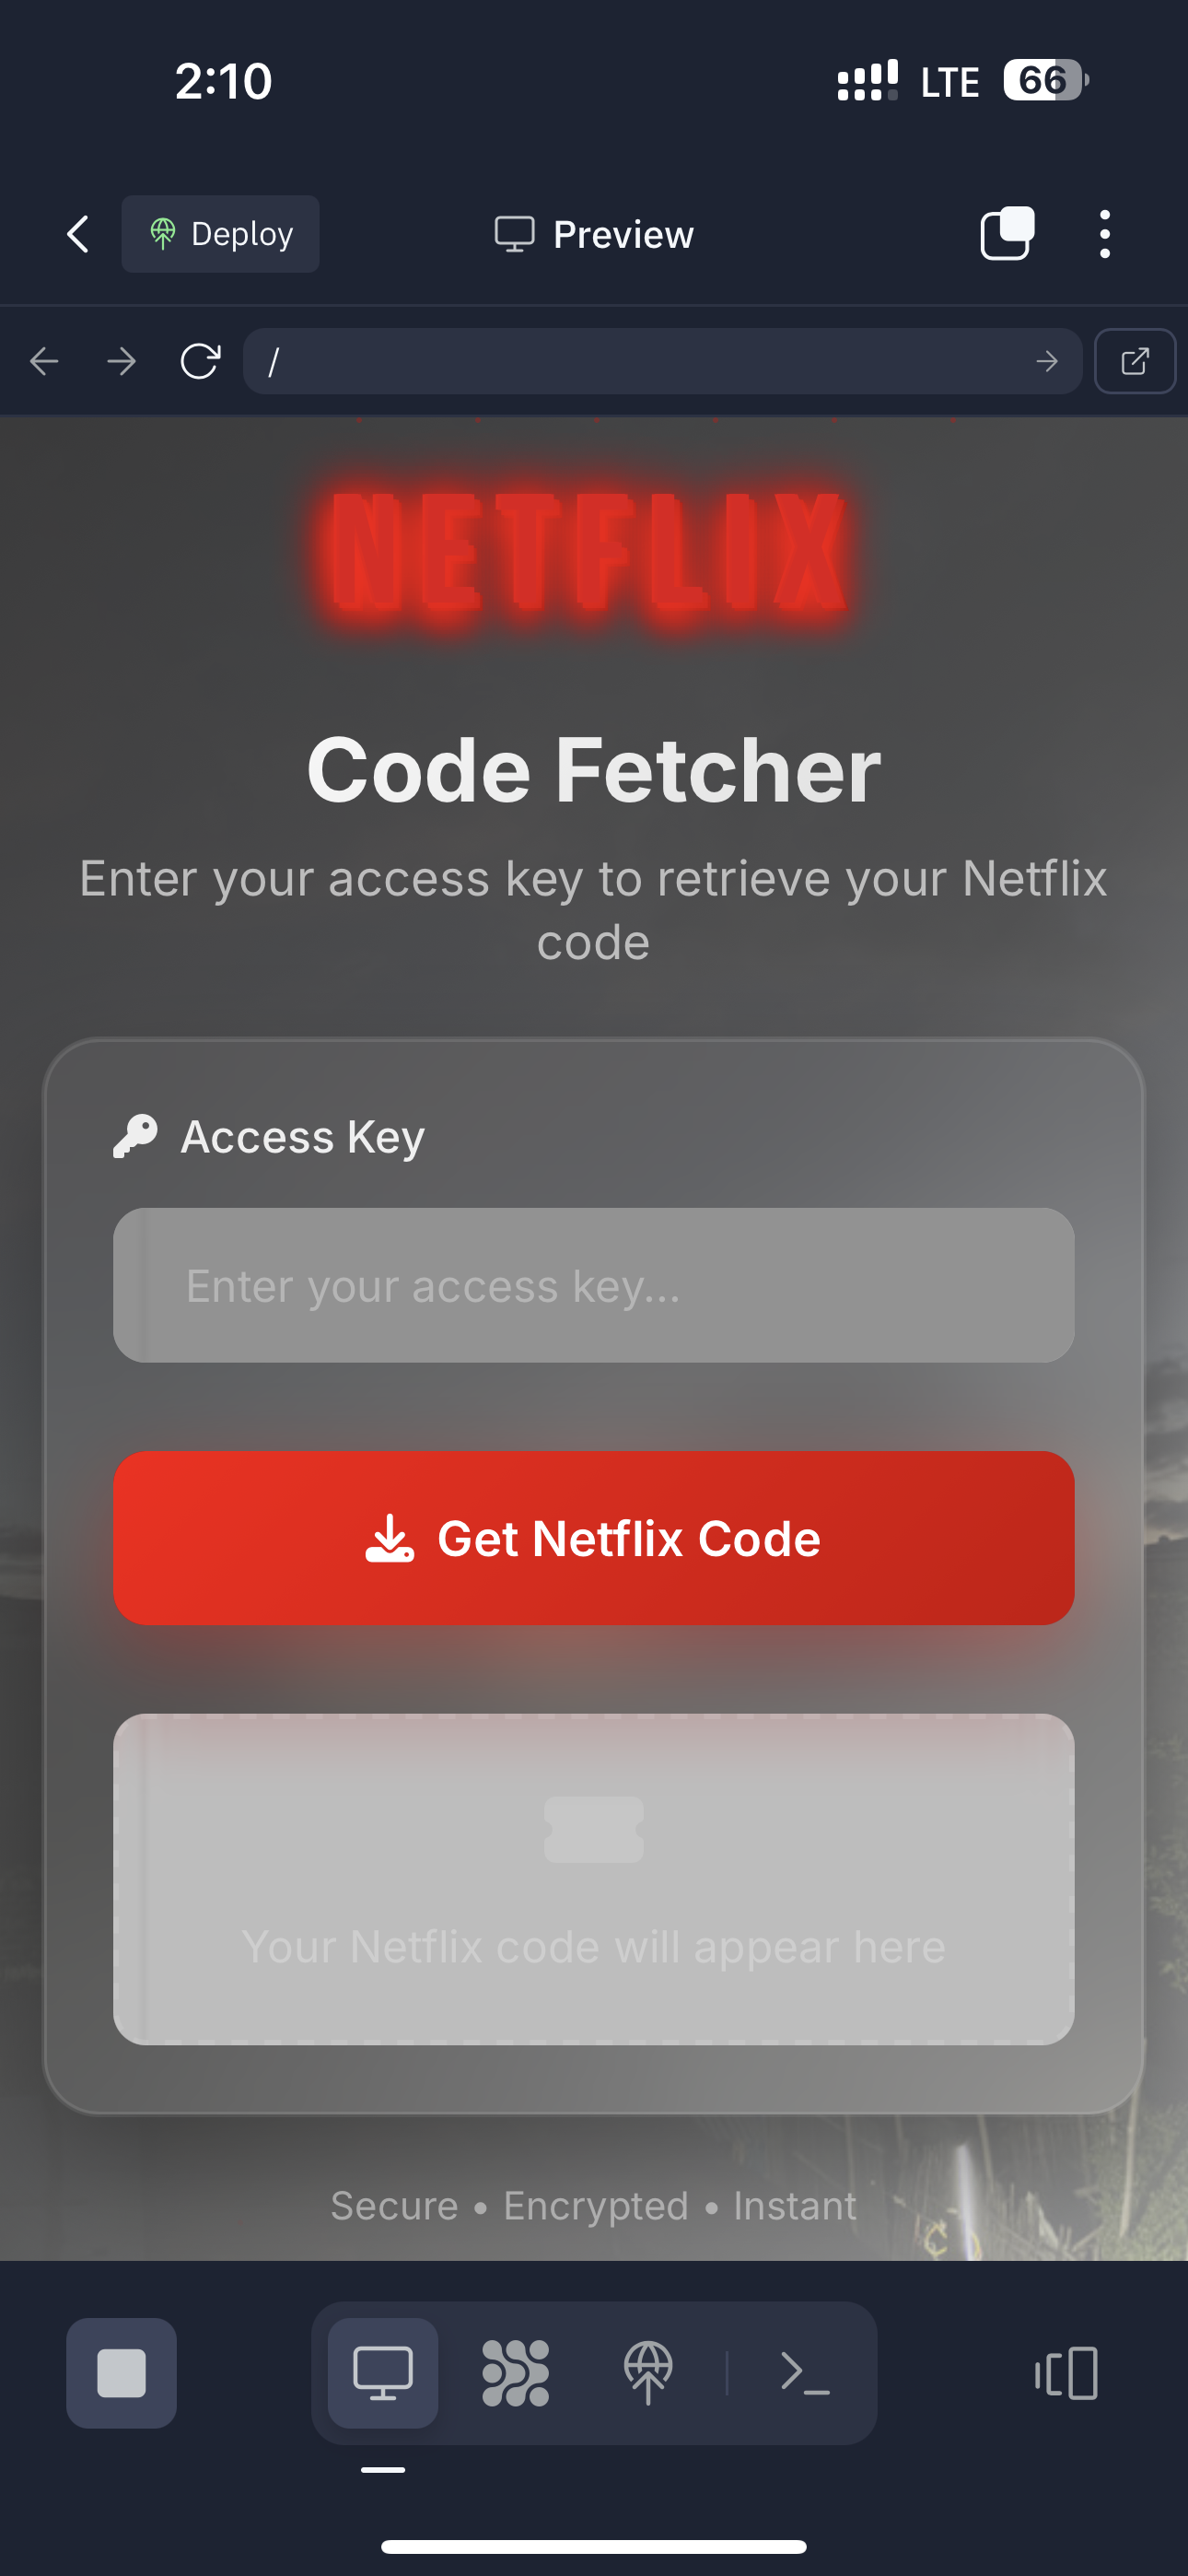 2:10
LTE
66
Deploy
Preview
/
NETFLIX
Code Fetcher
Enter your access key to retrieve your Netflix
code
Access Key
Enter your access key...
Get Netflix Code
Your Netflix code will appear here
Secure • Encrypted • Instant